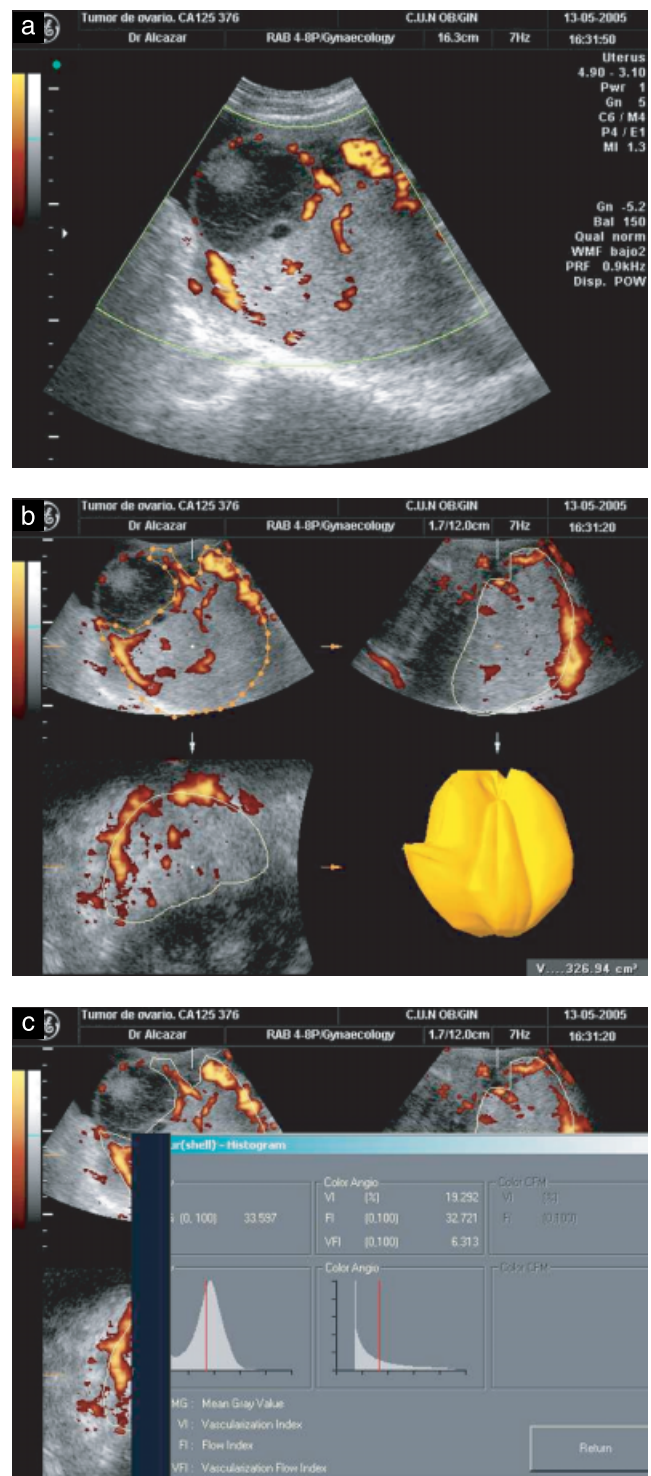 a
Tumor de ovario. CA125 376 C.U.N OB/GIN 13-05-2005
Dr Alcazar RAB 4-8P/Gynaecology 16.3cm 7Hz 16:31:50
Uterus
4.90 - 3.10
Pwr 1
Gn 5
C6 / M4
P4 / E1
MI 1.3
Gn -5.2
Bal 150
Qual norm
WMF bajo2
PRF 0.9kHz
Disp. POW
b
Tumor de ovario. CA125 376 C.U.N OB/GIN 13-05-2005
Dr Alcazar RAB 4-8P/Gynaecology 1.7/12.0cm 7Hz 16:31:20
V....326.94 cm³
c
Tumor de ovario. CA125 376 C.U.N OB/GIN 13-05-2005
Dr Alcazar RAB 4-8P/Gynaecology 1.7/12.0cm 7Hz 16:31:20
(shell) - Histogram
Color Angio Color CFM
VI (%) 19.292 VI (%)
(0, 100) 33.597 FI (0,100) 32.721 FI (0,100)
VFI (0,100) 6.313
Color Angio Color CFM
MG : Mean Gray Value
VI : Vascularization Index
FI : Flow Index
VFI : Vascularization Flow Index
Return